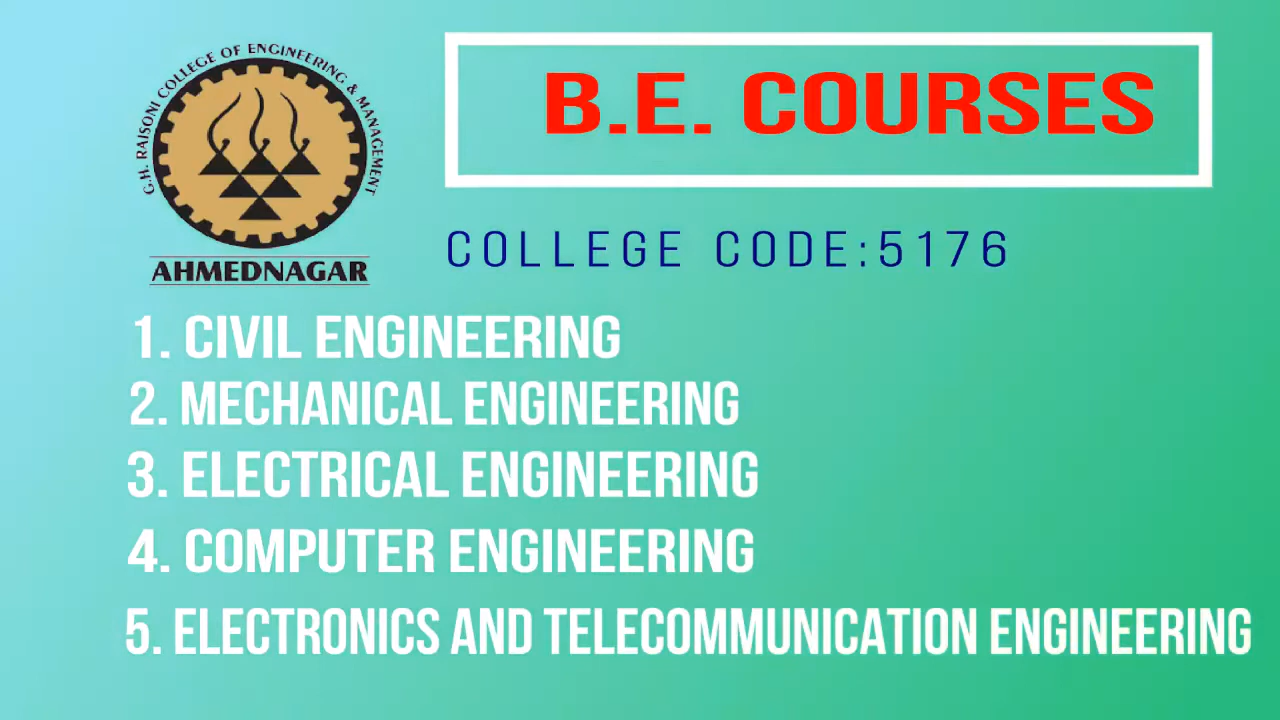 G.H. RAISONI COLLEGE OF ENGINEERING & MANAGEMENT
AHMEDNAGAR
B.E. COURSES
COLLEGE CODE:5176
1. CIVIL ENGINEERING
2. MECHANICAL ENGINEERING
3. ELECTRICAL ENGINEERING
4. COMPUTER ENGINEERING
5. ELECTRONICS AND TELECOMMUNICATION ENGINEERING